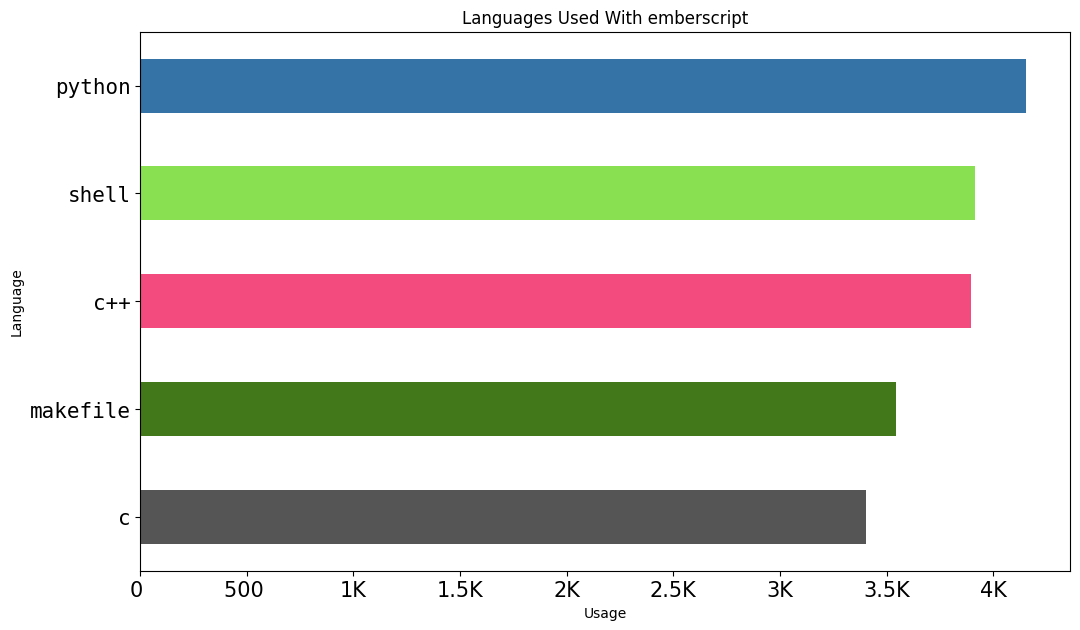 Languages Used With emberscript
Language
python
shell
c++
makefile
c
0 500 1K 1.5K 2K 2.5K 3K 3.5K 4K
Usage